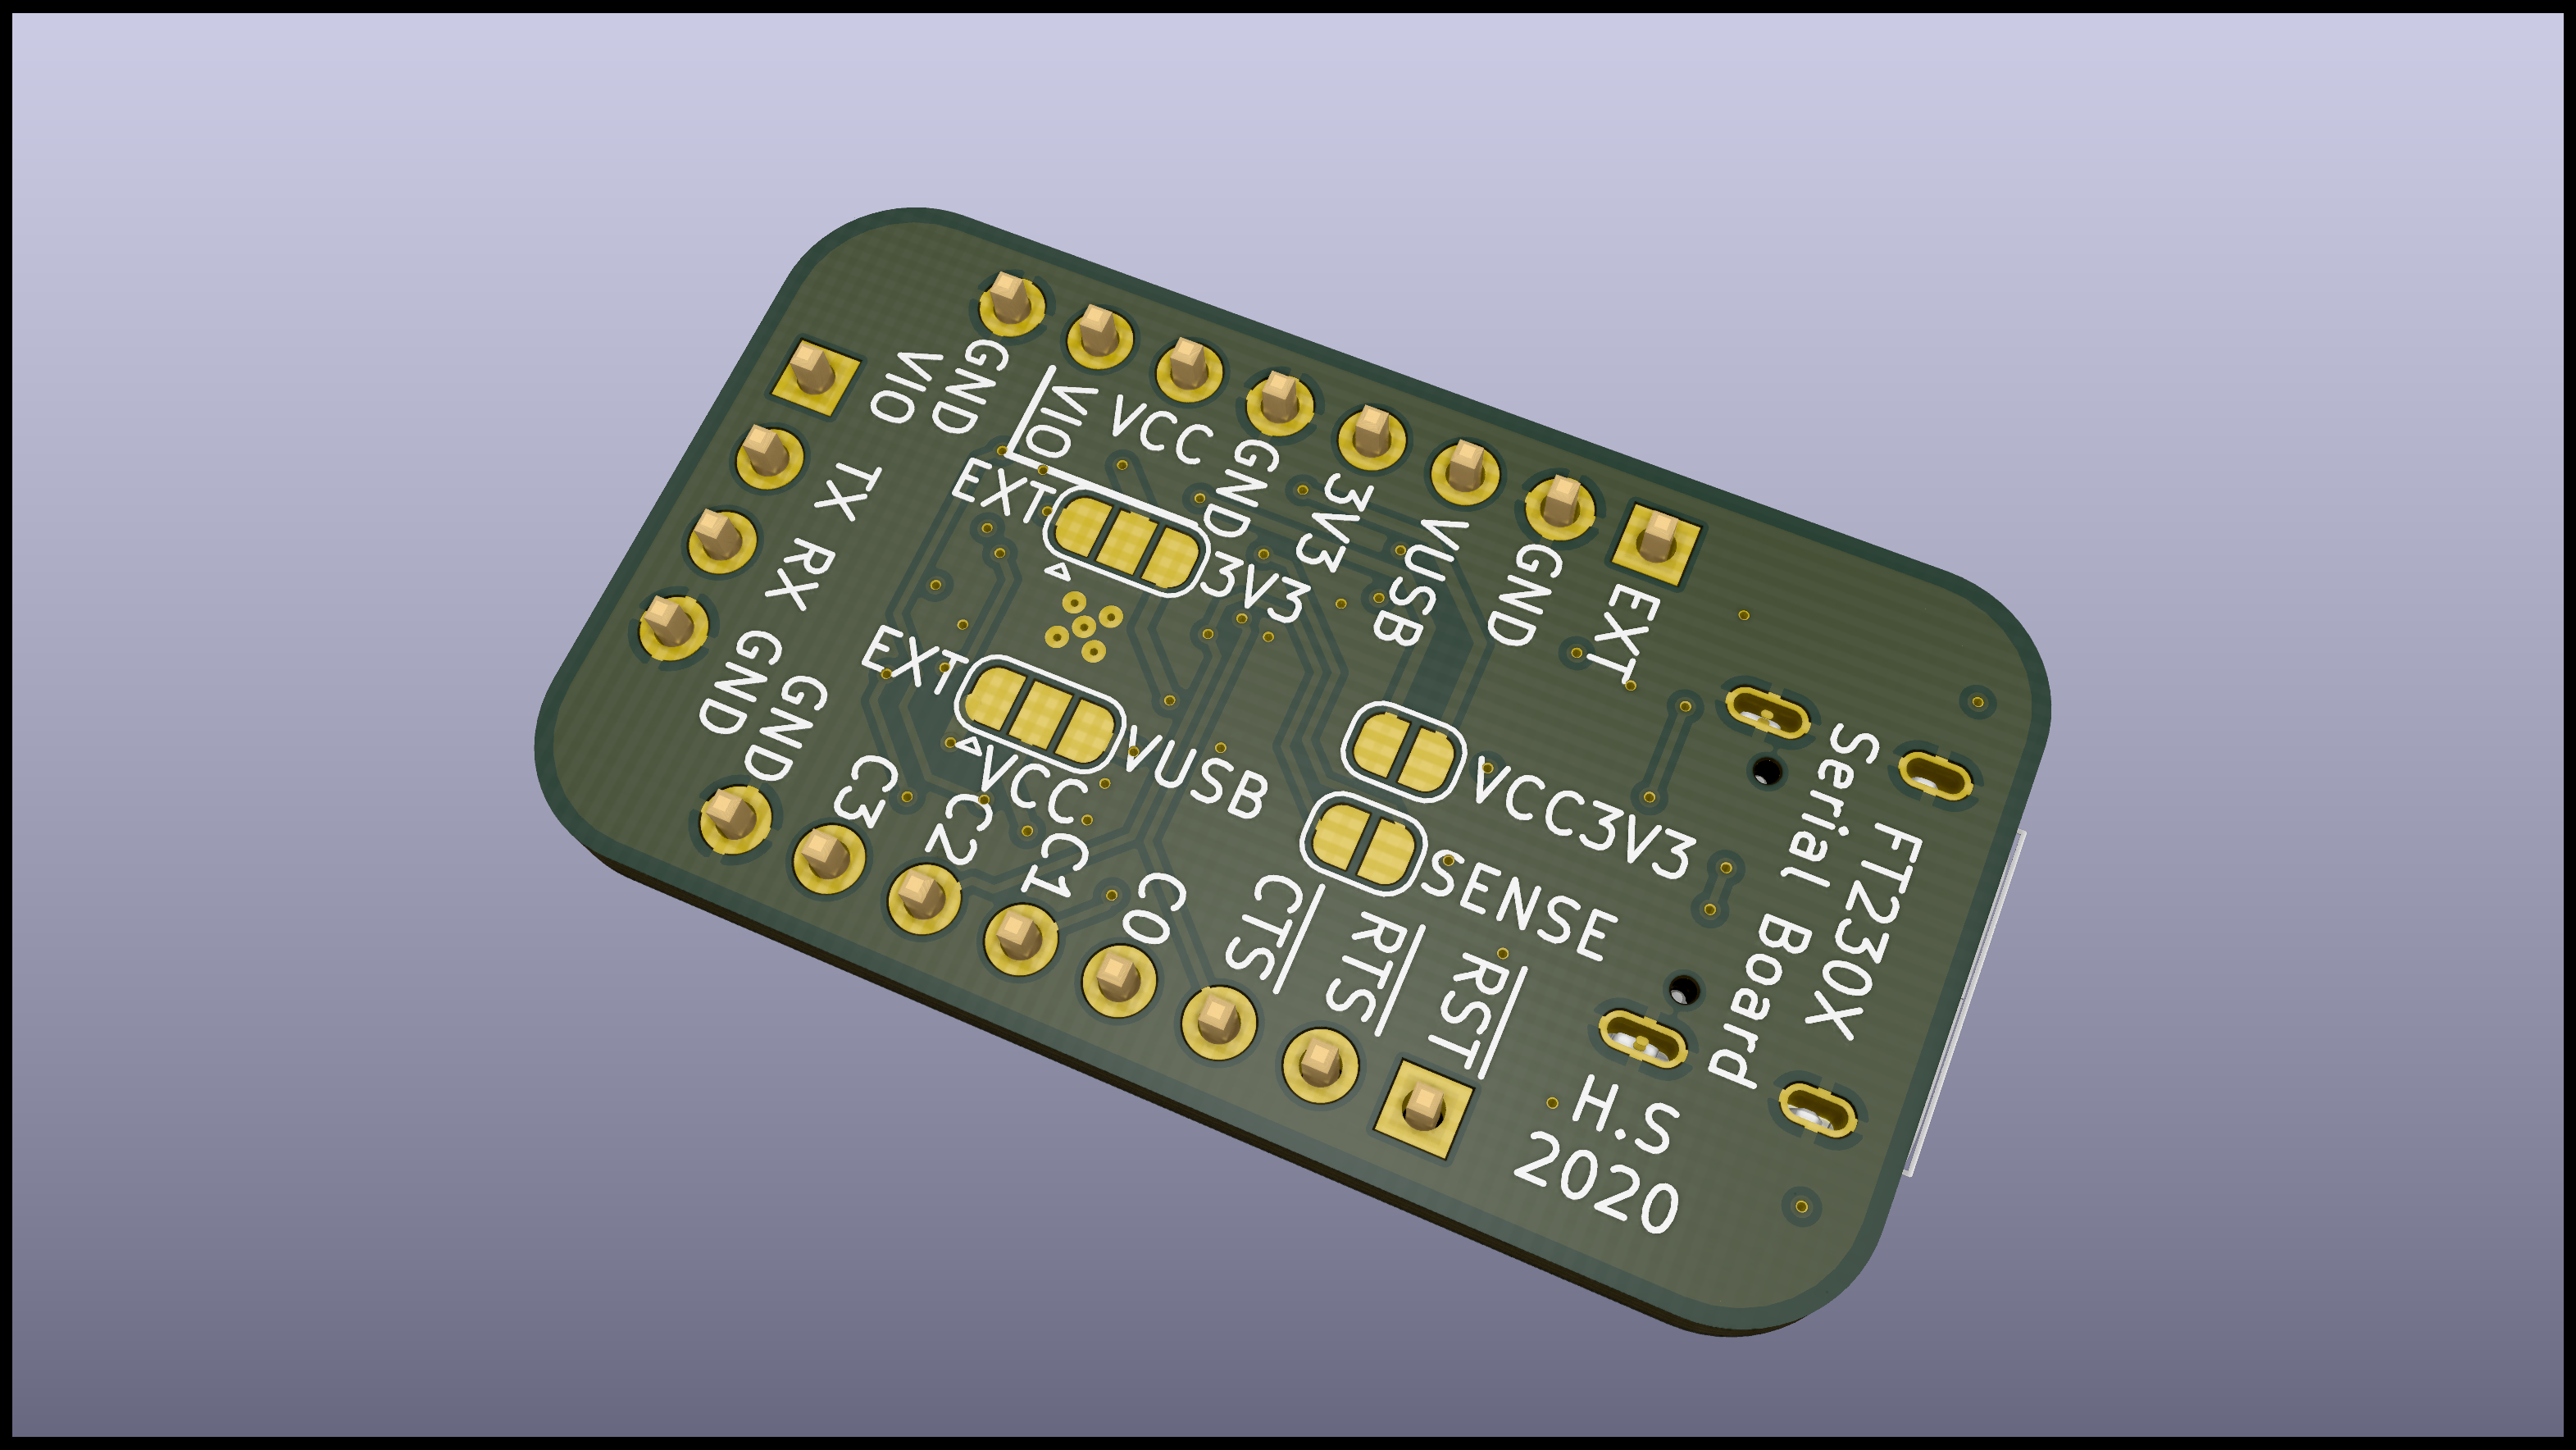 GND
VIO
VIO
VCC
GND
3V3
VUSB
GND
EXT
TX
RX
GND
EXT
3V3
EXT
VUSB
VCC
VCC3V3
SENSE
GND
C3
C2
C1
C0
CTS
RTS
RST
FT230X
Serial Board
H.S
2020